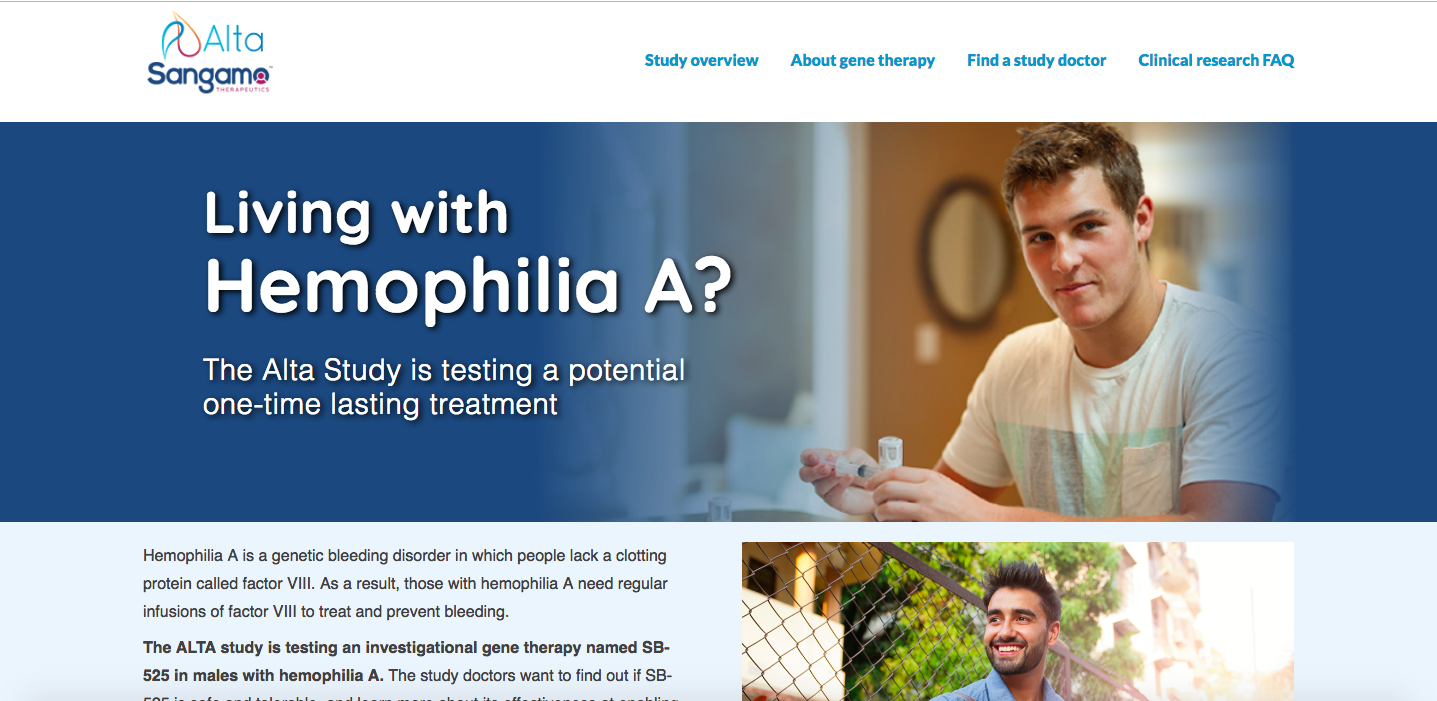 Alta
Sangamo™
THERAPEUTICS
Study overview About gene therapy Find a study doctor Clinical research FAQ
Living with
Hemophilia A?
The Alta Study is testing a potential
one-time lasting treatment
Hemophilia A is a genetic bleeding disorder in which people lack a clotting
protein called factor VIII. As a result, those with hemophilia A need regular
infusions of factor VIII to treat and prevent bleeding.
The ALTA study is testing an investigational gene therapy named SB-
525 in males with hemophilia A. The study doctors want to find out if SB-
525 is safe and tolerable, and learn more about its effectiveness at enabling